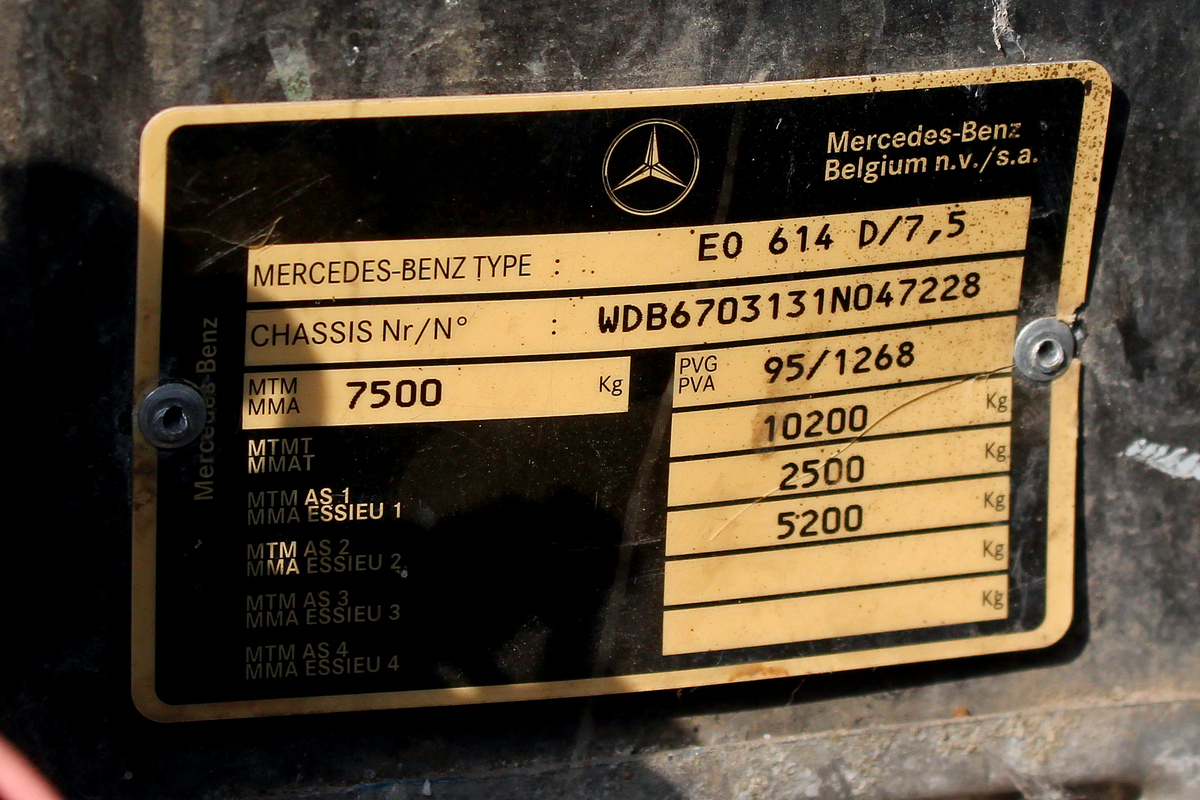 Mercedes-Benz
Belgium n.v./s.a.
Mercedes-Benz
MERCEDES-BENZ TYPE : EO 614 D/7,5
CHASSIS Nr/N° : WDB6703131N047228
MTM
MMA 7500 Kg
PVG
PVA 95/1268
MTMT
MMAT 10200 Kg
MTM AS 1
MMA ESSIEU 1 2500 Kg
MTM AS 2
MMA ESSIEU 2 5200 Kg
MTM AS 3
MMA ESSIEU 3 Kg
MTM AS 4
MMA ESSIEU 4 Kg